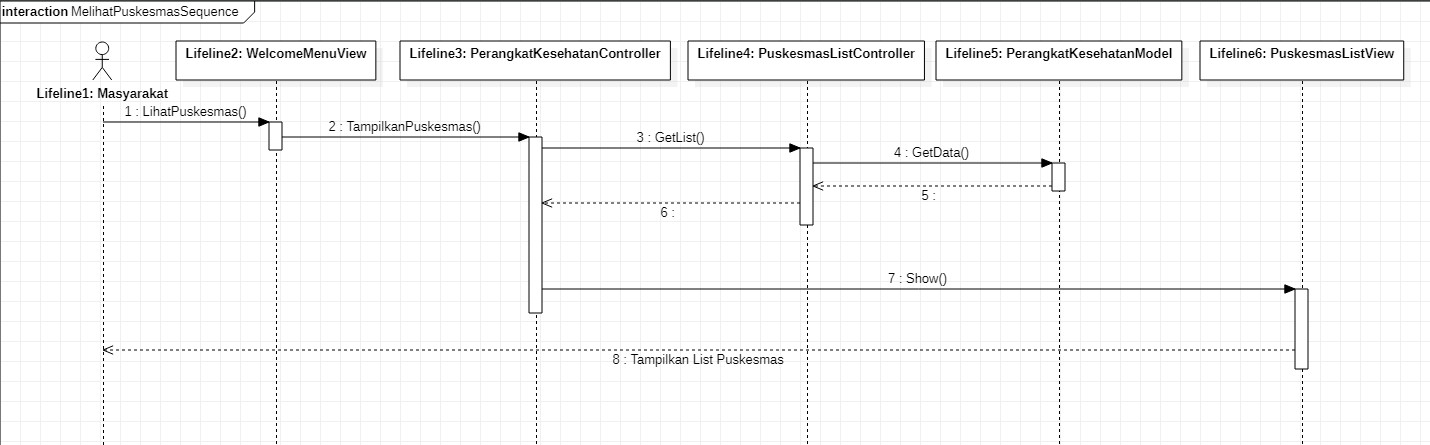 interaction MelihatPuskesmasSequence
Lifeline2: WelcomeMenuView
Lifeline3: PerangkatKesehatanController
Lifeline4: PuskesmasListController
Lifeline5: PerangkatKesehatanModel
Lifeline6: PuskesmasListView
Lifeline1: Masyarakat
1 : LihatPuskesmas()
2 : TampilkanPuskesmas()
3 : GetList()
4 : GetData()
5 :
6 :
7 : Show()
8 : Tampilkan List Puskesmas